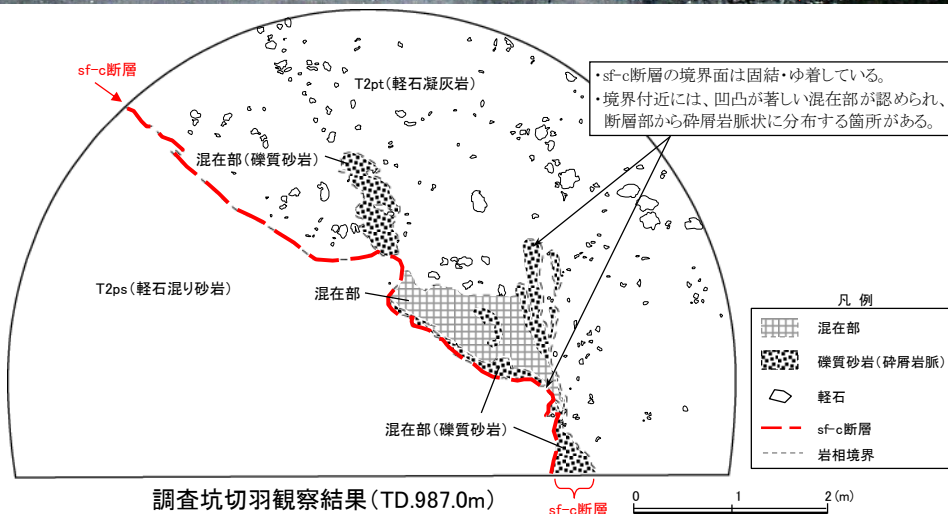 sf-c断層
T2pt(軽石凝灰岩)
・sf-c断層の境界面は固結・ゆ着している。
・境界付近には、凹凸が著しい混在部が認められ、
断層部から砕屑岩脈状に分布する箇所がある。
混在部(礫質砂岩)
T2ps(軽石混り砂岩)
混在部
混在部(礫質砂岩)
凡 例
混在部
礫質砂岩(砕屑岩脈)
軽石
sf-c断層
岩相境界
調査坑切羽観察結果(TD.987.0m)
sf-c断層
0 1 2(m)